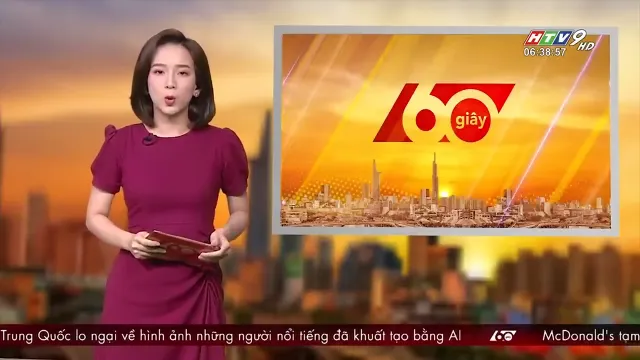 HTV9 HD
06:38:57
60 giây
Trung Quốc lo ngại về hình ảnh những người nổi tiếng đã khuất tạo bằng AI 60 McDonald's tạm